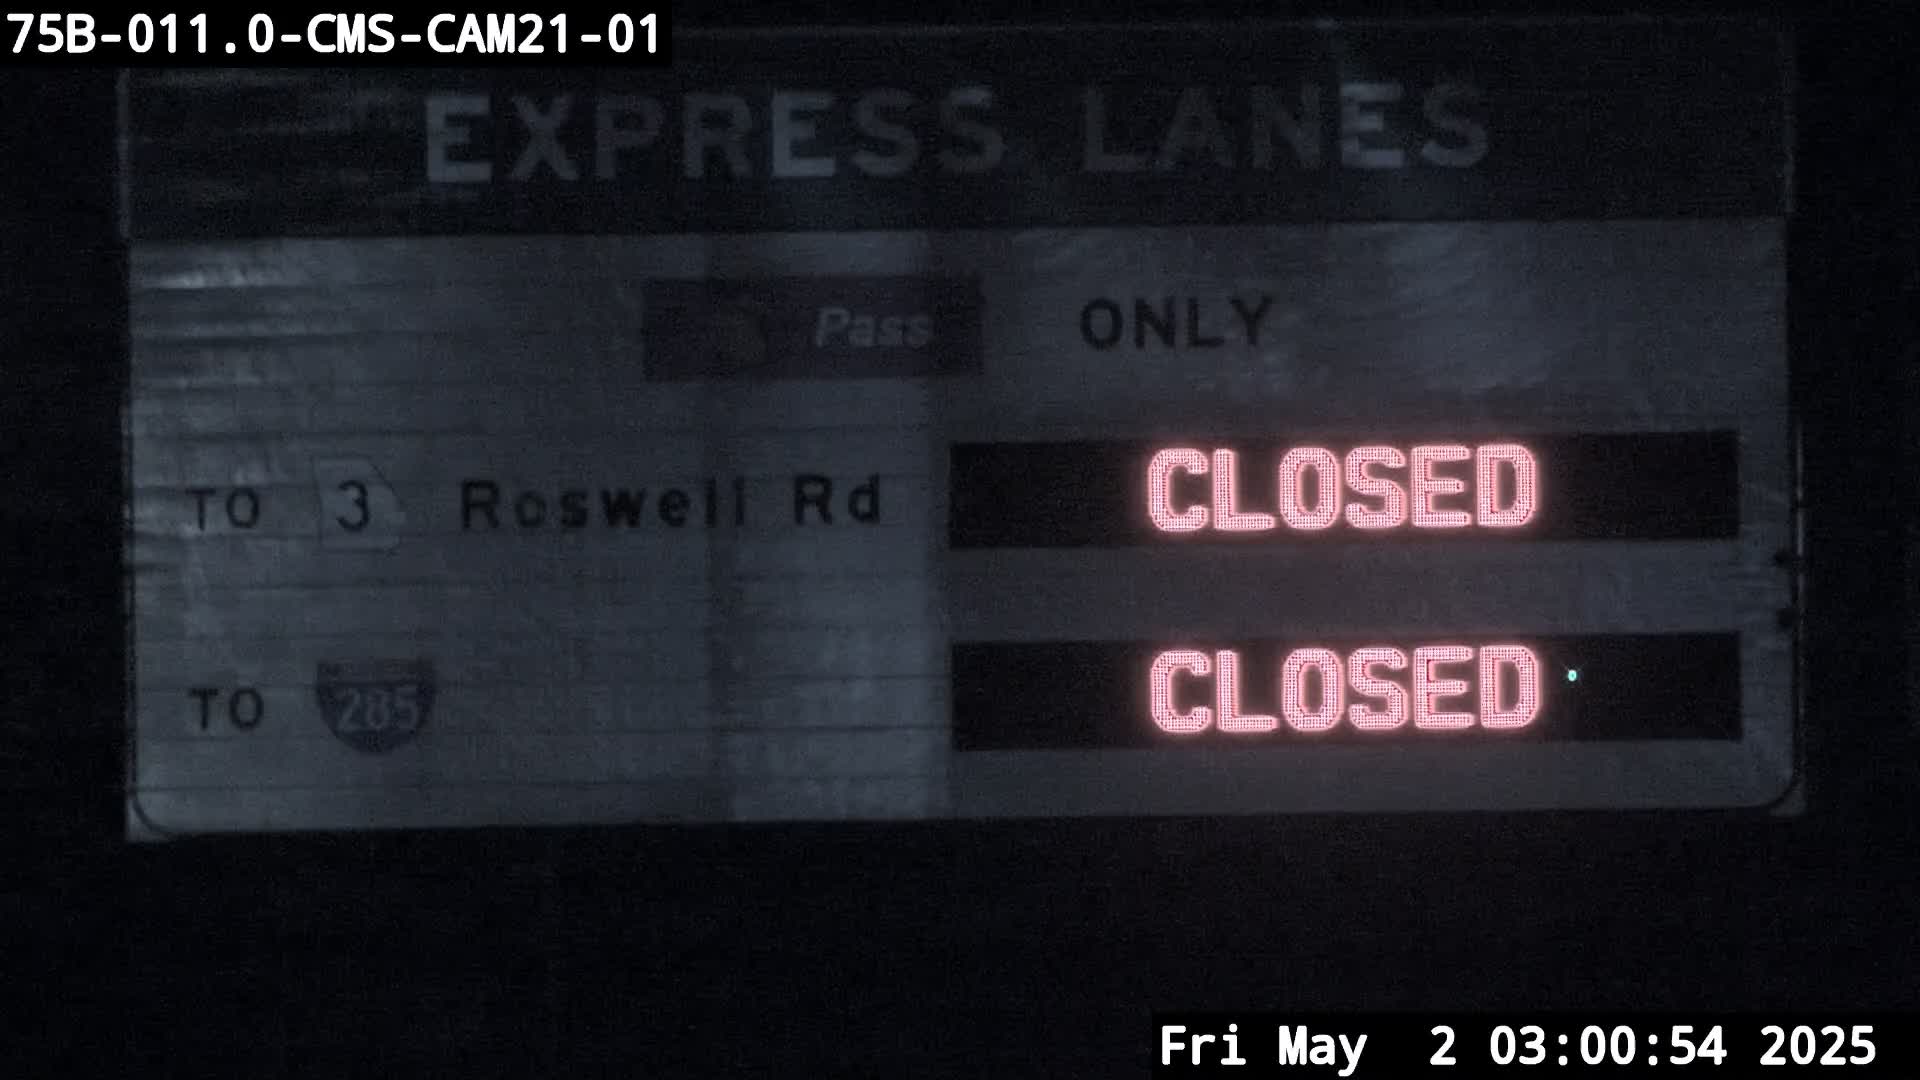 75B-011.0-CMS-CAM21-01
EXPRESS LANES
Pass ONLY
TO 3 Roswell Rd CLOSED
TO 285 CLOSED
Fri May 2 03:00:54 2025